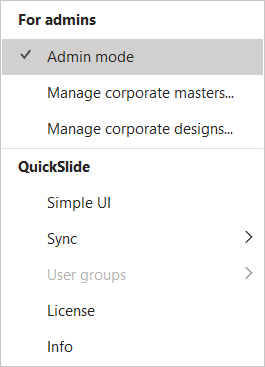 For admins
Admin mode
Manage corporate masters...
Manage corporate designs...
QuickSlide
Simple UI
Sync
User groups
License
Info